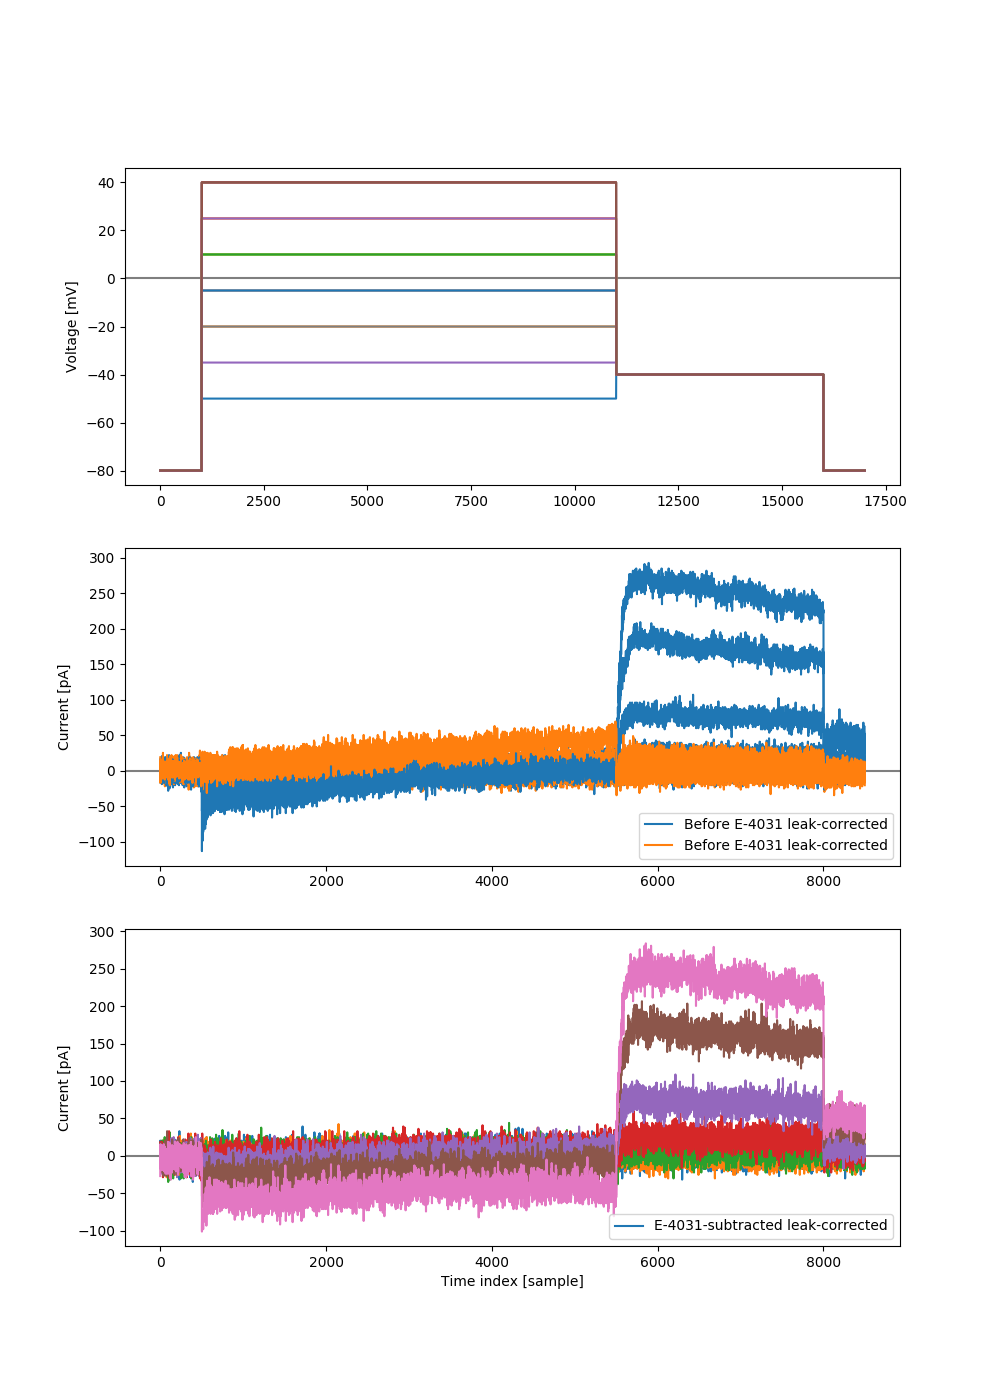 40
20
0
−20
−40
−60
−80
Voltage [mV]
0 2500 5000 7500 10000 12500 15000 17500
300
250
200
150
100
50
0
−50
−100
Current [pA]
Before E-4031 leak-corrected
Before E-4031 leak-corrected
0 2000 4000 6000 8000
300
250
200
150
100
50
0
−50
−100
Current [pA]
E-4031-subtracted leak-corrected
0 2000 4000 6000 8000
Time index [sample]